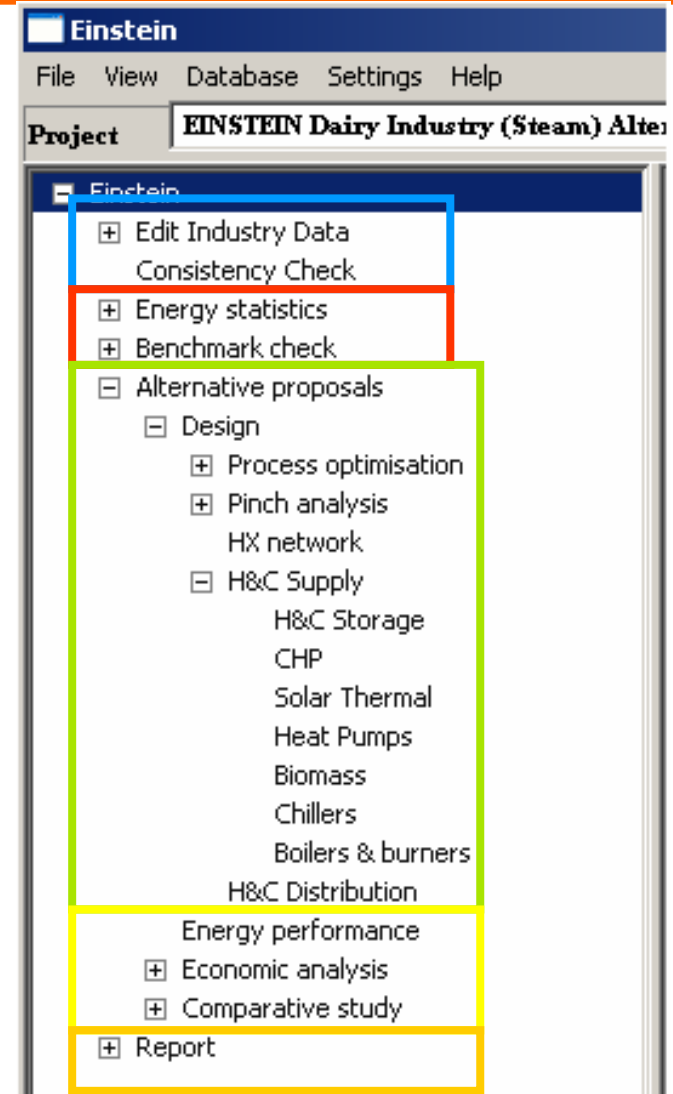 Einstein
File View Database Settings Help
Project EINSTEIN Dairy Industry (Steam) Alter
Einstein
Edit Industry Data
Consistency Check
Energy statistics
Benchmark check
Alternative proposals
Design
Process optimisation
Pinch analysis
HX network
H&C Supply
H&C Storage
CHP
Solar Thermal
Heat Pumps
Biomass
Chillers
Boilers & burners
H&C Distribution
Energy performance
Economic analysis
Comparative study
Report